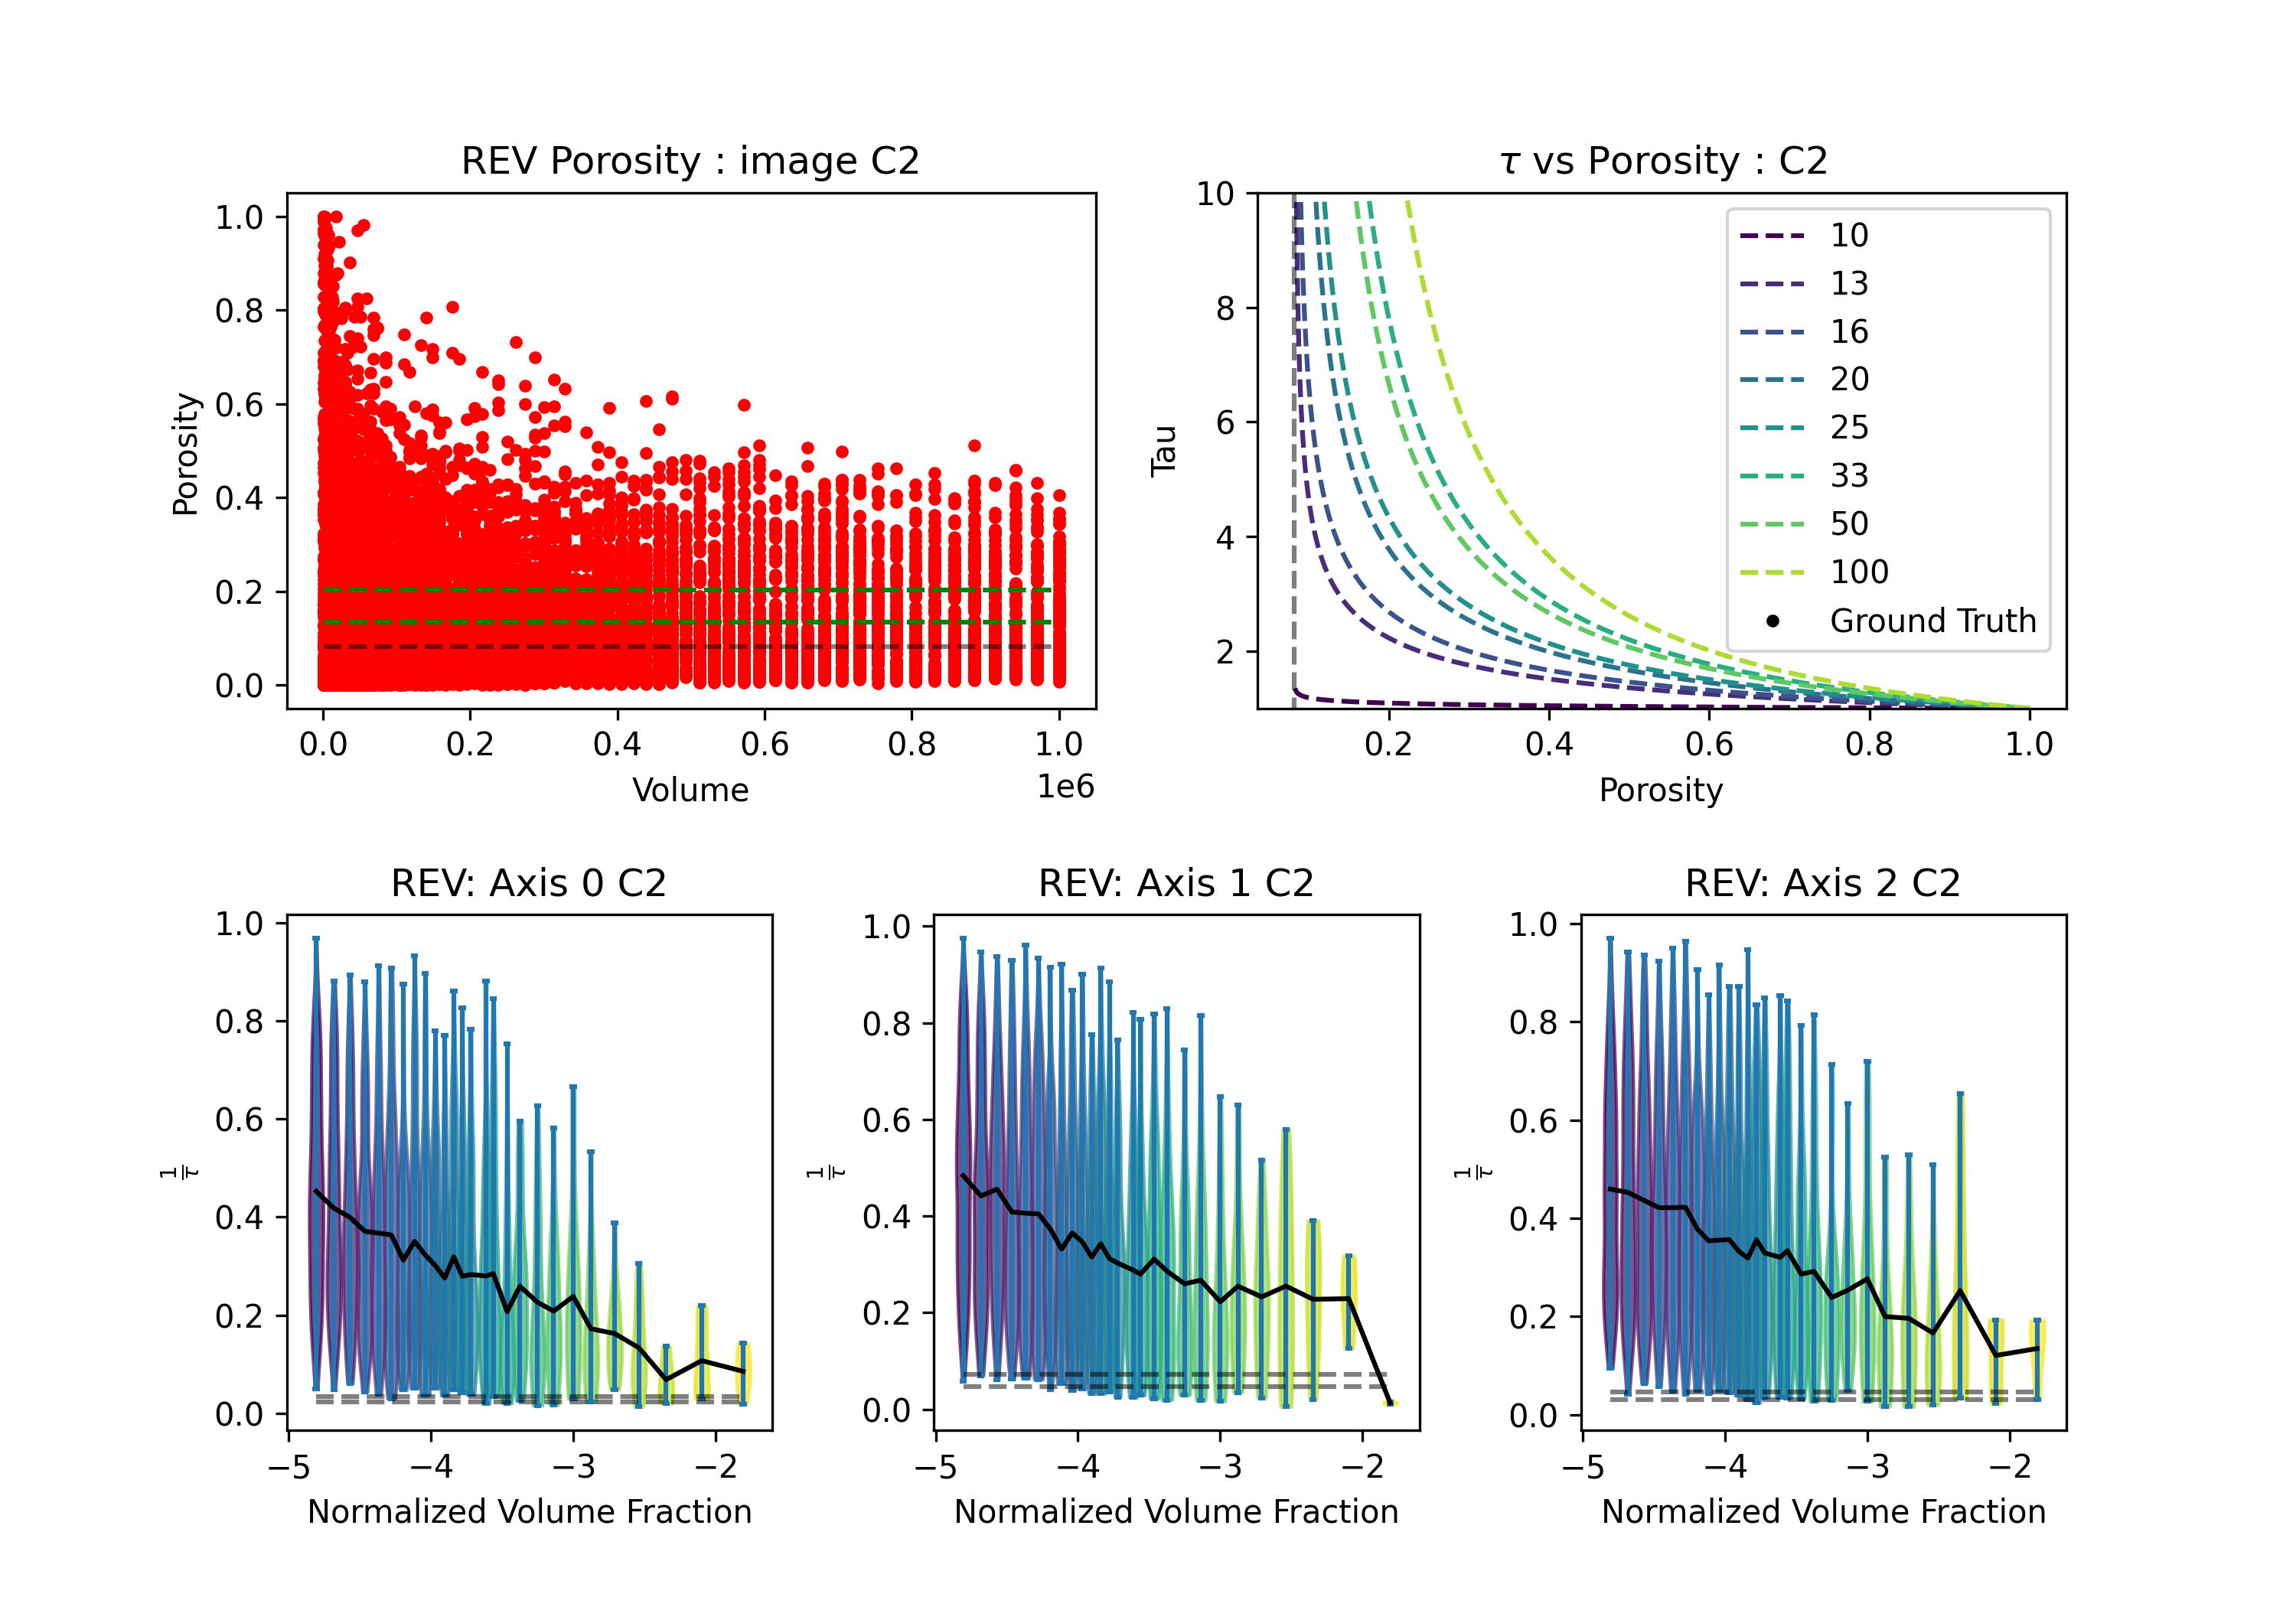 REV Porosity : image C2
1.0
0.8
0.6
0.4
0.2
0.0
Porosity
0.0 0.2 0.4 0.6 0.8 1.0
1e6
Volume
τ vs Porosity : C2
10
8
6
4
2
Tau
0.2 0.4 0.6 0.8 1.0
Porosity
10
13
16
20
25
33
50
100
Ground Truth
REV: Axis 0 C2
1.0
0.8
0.6
0.4
0.2
0.0
1/τ
−5 −4 −3 −2
Normalized Volume Fraction
REV: Axis 1 C2
1.0
0.8
0.6
0.4
0.2
0.0
1/τ
−5 −4 −3 −2
Normalized Volume Fraction
REV: Axis 2 C2
1.0
0.8
0.6
0.4
0.2
0.0
1/τ
−5 −4 −3 −2
Normalized Volume Fraction